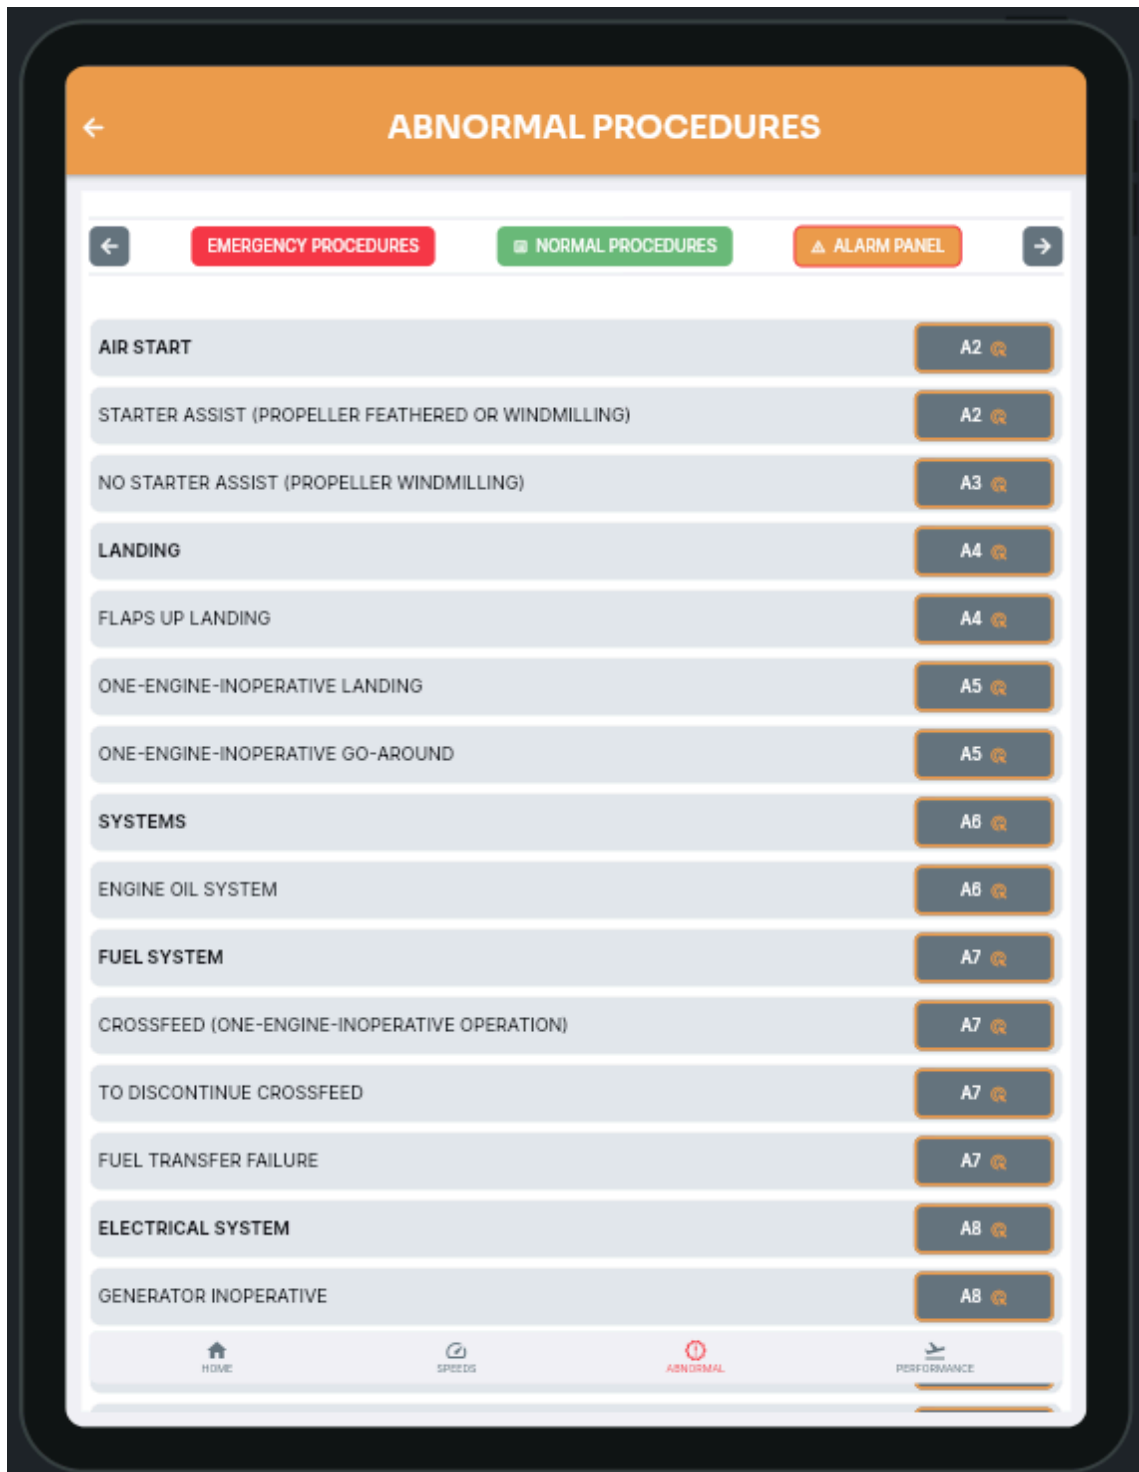 ABNORMAL PROCEDURES
EMERGENCY PROCEDURES NORMAL PROCEDURES ALARM PANEL
AIR START A2
STARTER ASSIST (PROPELLER FEATHERED OR WINDMILLING) A2
NO STARTER ASSIST (PROPELLER WINDMILLING) A3
LANDING A4
FLAPS UP LANDING A4
ONE-ENGINE-INOPERATIVE LANDING A5
ONE-ENGINE-INOPERATIVE GO-AROUND A5
SYSTEMS A6
ENGINE OIL SYSTEM A6
FUEL SYSTEM A7
CROSSFEED (ONE-ENGINE-INOPERATIVE OPERATION) A7
TO DISCONTINUE CROSSFEED A7
FUEL TRANSFER FAILURE A7
ELECTRICAL SYSTEM A8
GENERATOR INOPERATIVE A8
HOME SPEEDS ABNORMAL PERFORMANCE